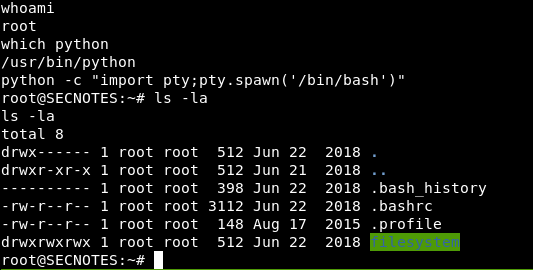 whoami
root
which python
/usr/bin/python
python -c "import pty;pty.spawn('/bin/bash')"
root@SECNOTES:~# ls -la
ls -la
total 8
drwx------ 1 root root  512 Jun 22  2018 .
drwxr-xr-x 1 root root  512 Jun 21  2018 ..
---------- 1 root root  398 Jun 22  2018 .bash_history
-rw-r--r-- 1 root root 3112 Jun 22  2018 .bashrc
-rw-r--r-- 1 root root  148 Aug 17  2015 .profile
drwxrwxrwx 1 root root  512 Jun 22  2018 filesystem
root@SECNOTES:~#